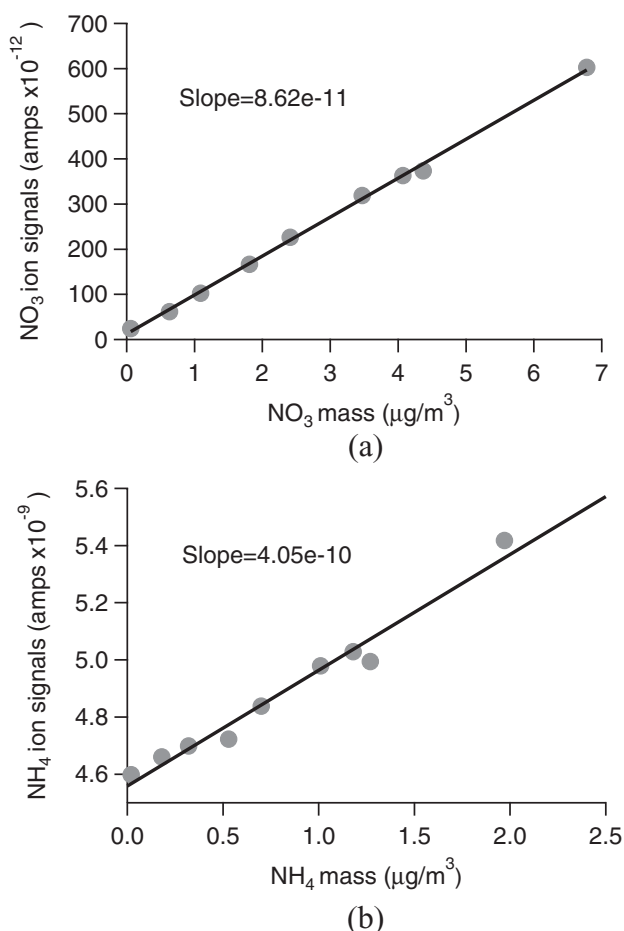 700
600
500
400
300
200
100
0
NO3 ion signals (amps x10-12)
Slope=8.62e-11
0 1 2 3 4 5 6 7
NO3 mass (μg/m3)
(a)
5.6
5.4
5.2
5.0
4.8
4.6
NH4 ion signals (amps x10-9)
Slope=4.05e-10
0.0 0.5 1.0 1.5 2.0 2.5
NH4 mass (μg/m3)
(b)